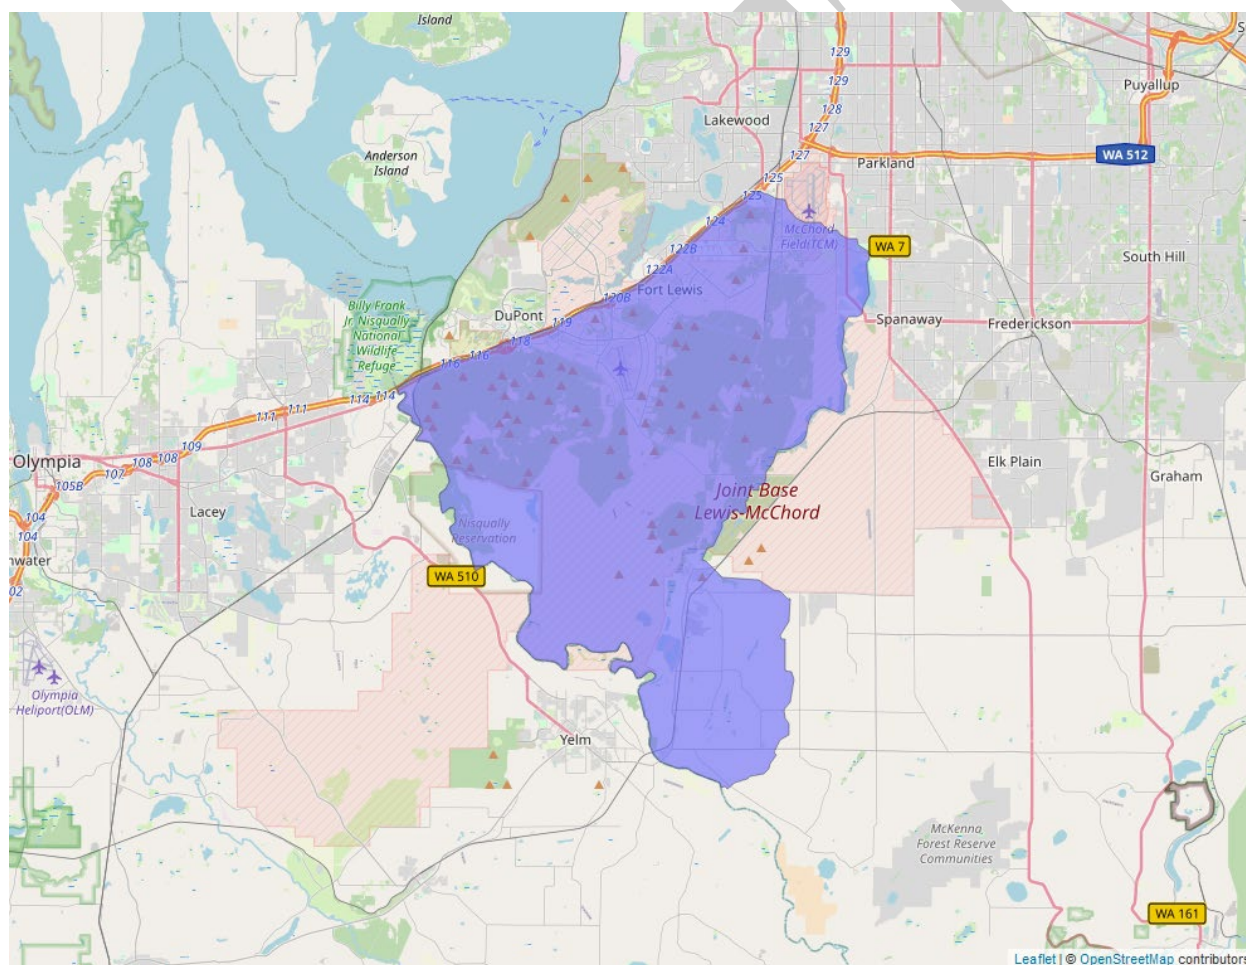 Island
129
129
Puyallup
128
Lakewood
127
127
WA 512
Parkland
Anderson
Island
125
125
124
McChord
Field(TCM)
WA 7
122B
South Hill
122A
Fort Lewis
120B
Billy Frank
Jr. Nisqually
National
Wildlife
Refuge
DuPont
119
Spanaway
Frederickson
118
116
116
114
114
111
111
109
108
108
107
Olympia
105B
Elk Plain
Graham
Joint Base
Lewis-McChord
Lacey
104
104
Nisqually
Reservation
nwater
WA 510
02
Olympia
Heliport(OLM)
Yelm
McKenna
Forest Reserve
Communities
WA 161
Leaflet | © OpenStreetMap contributors